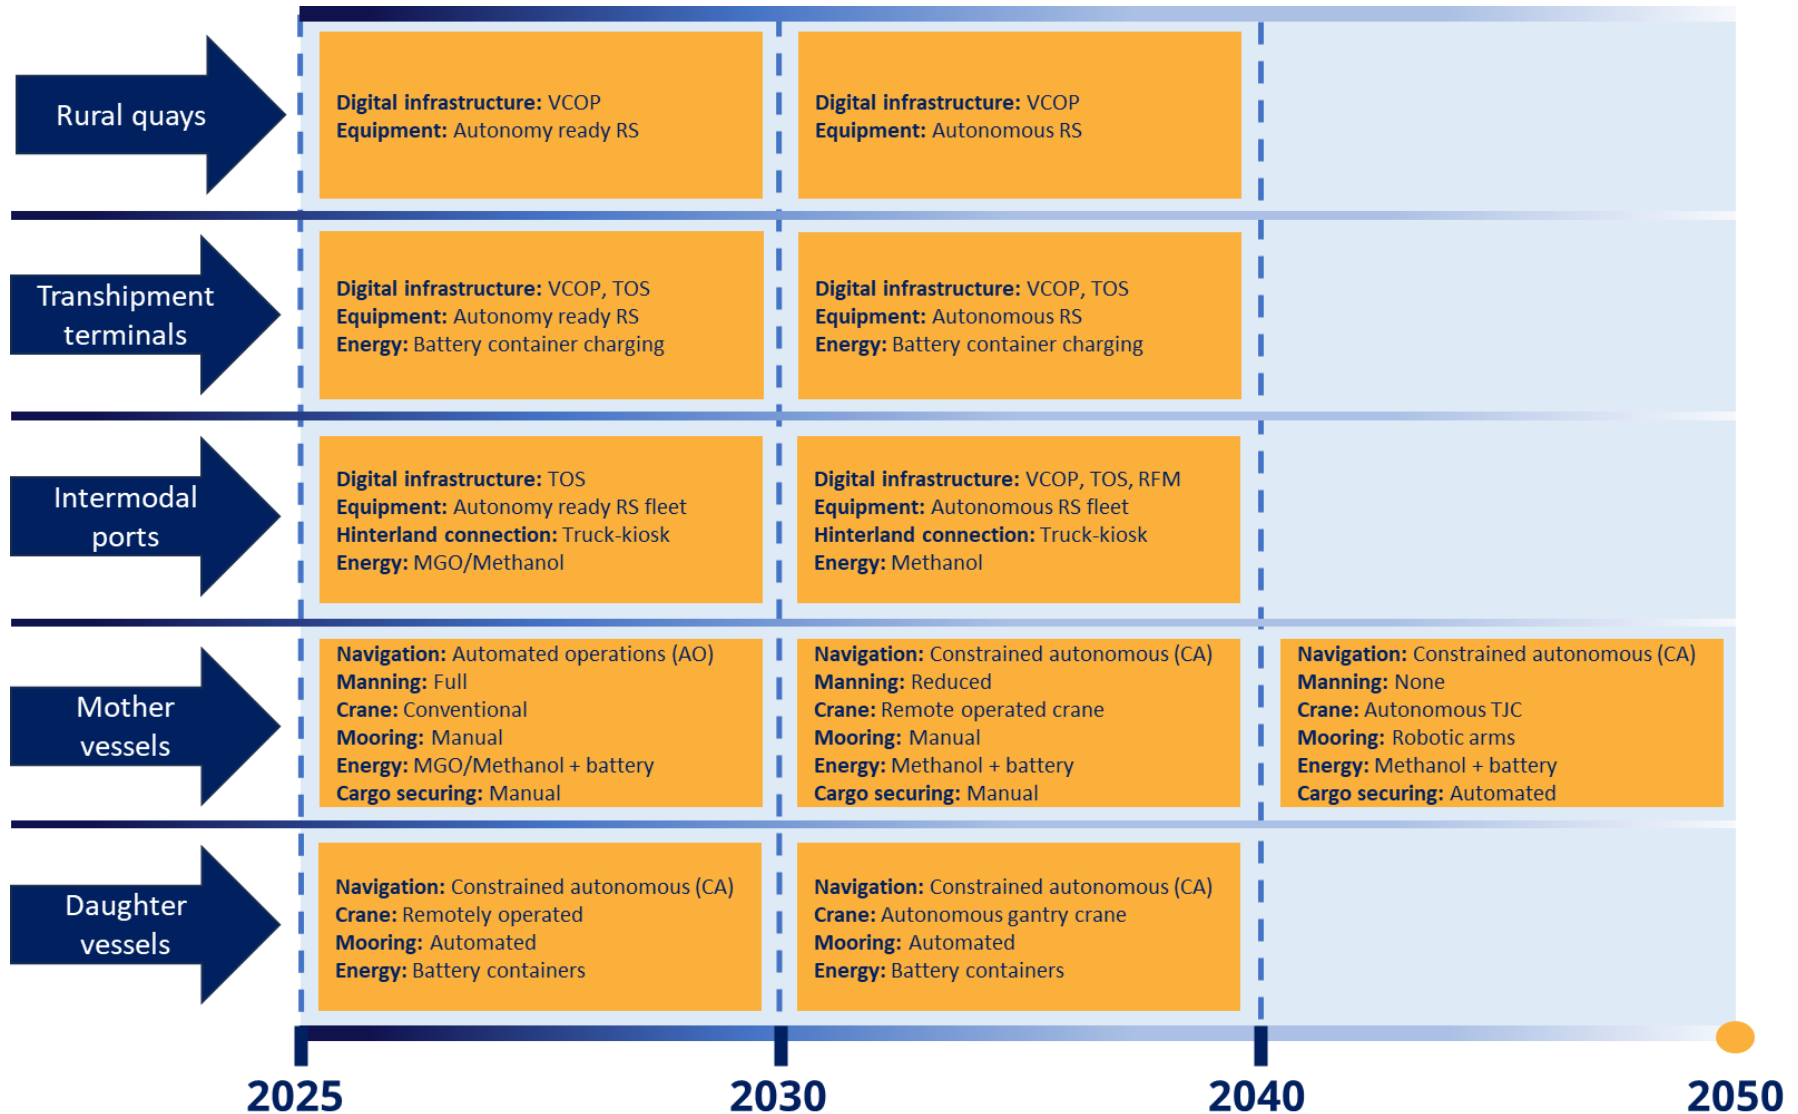 Rural quays
Digital infrastructure: VCOP
Equipment: Autonomy ready RS
Digital infrastructure: VCOP
Equipment: Autonomous RS
Transhipment
terminals
Digital infrastructure: VCOP, TOS
Equipment: Autonomy ready RS
Energy: Battery container charging
Digital infrastructure: VCOP, TOS
Equipment: Autonomous RS
Energy: Battery container charging
Intermodal
ports
Digital infrastructure: TOS
Equipment: Autonomy ready RS fleet
Hinterland connection: Truck-kiosk
Energy: MGO/Methanol
Digital infrastructure: VCOP, TOS, RFM
Equipment: Autonomous RS fleet
Hinterland connection: Truck-kiosk
Energy: Methanol
Mother
vessels
Navigation: Automated operations (AO)
Manning: Full
Crane: Conventional
Mooring: Manual
Energy: MGO/Methanol + battery
Cargo securing: Manual
Navigation: Constrained autonomous (CA)
Manning: Reduced
Crane: Remote operated crane
Mooring: Manual
Energy: Methanol + battery
Cargo securing: Manual
Navigation: Constrained autonomous (CA)
Manning: None
Crane: Autonomous TJC
Mooring: Robotic arms
Energy: Methanol + battery
Cargo securing: Automated
Daughter
vessels
Navigation: Constrained autonomous (CA)
Crane: Remotely operated
Mooring: Automated
Energy: Battery containers
Navigation: Constrained autonomous (CA)
Crane: Autonomous gantry crane
Mooring: Automated
Energy: Battery containers
2025
2030
2040
2050